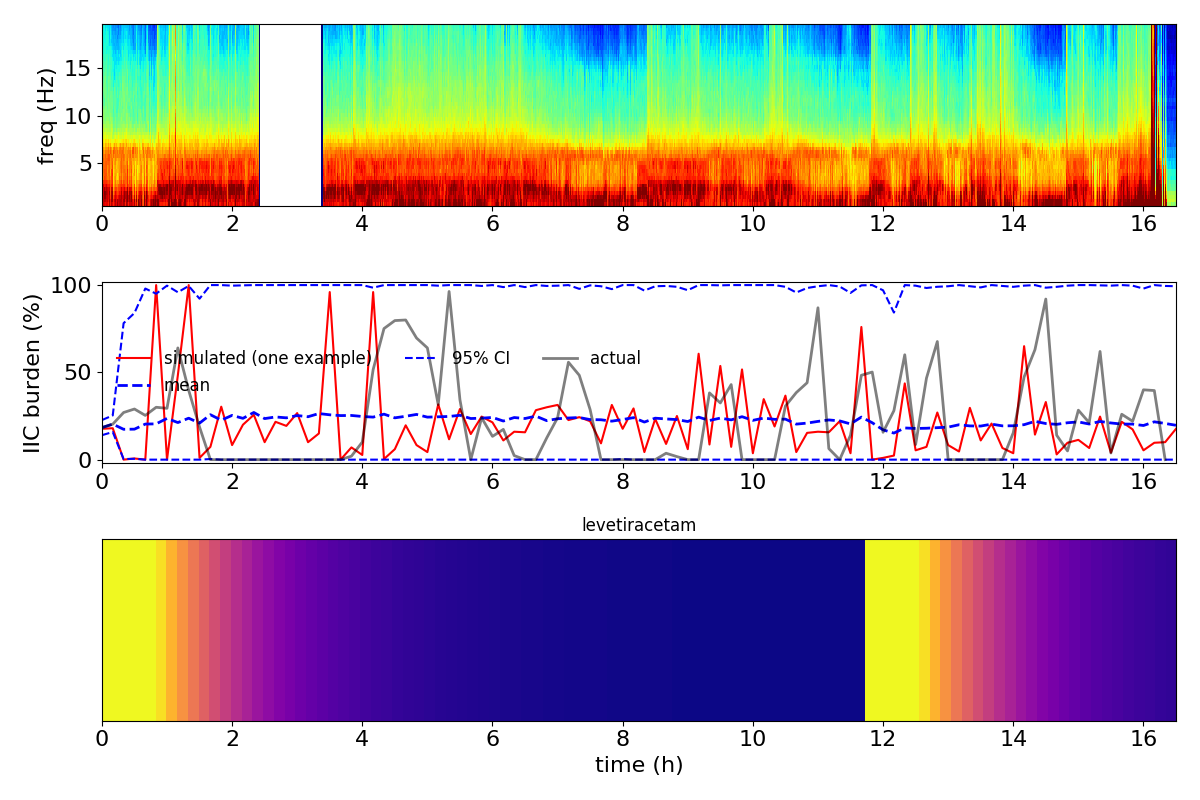 freq (Hz)
15
10
5
0 2 4 6 8 10 12 14 16
IIC burden (%)
100
50
0
simulated (one example) 95% CI actual
mean
0 2 4 6 8 10 12 14 16
levetiracetam
0 2 4 6 8 10 12 14 16
time (h)